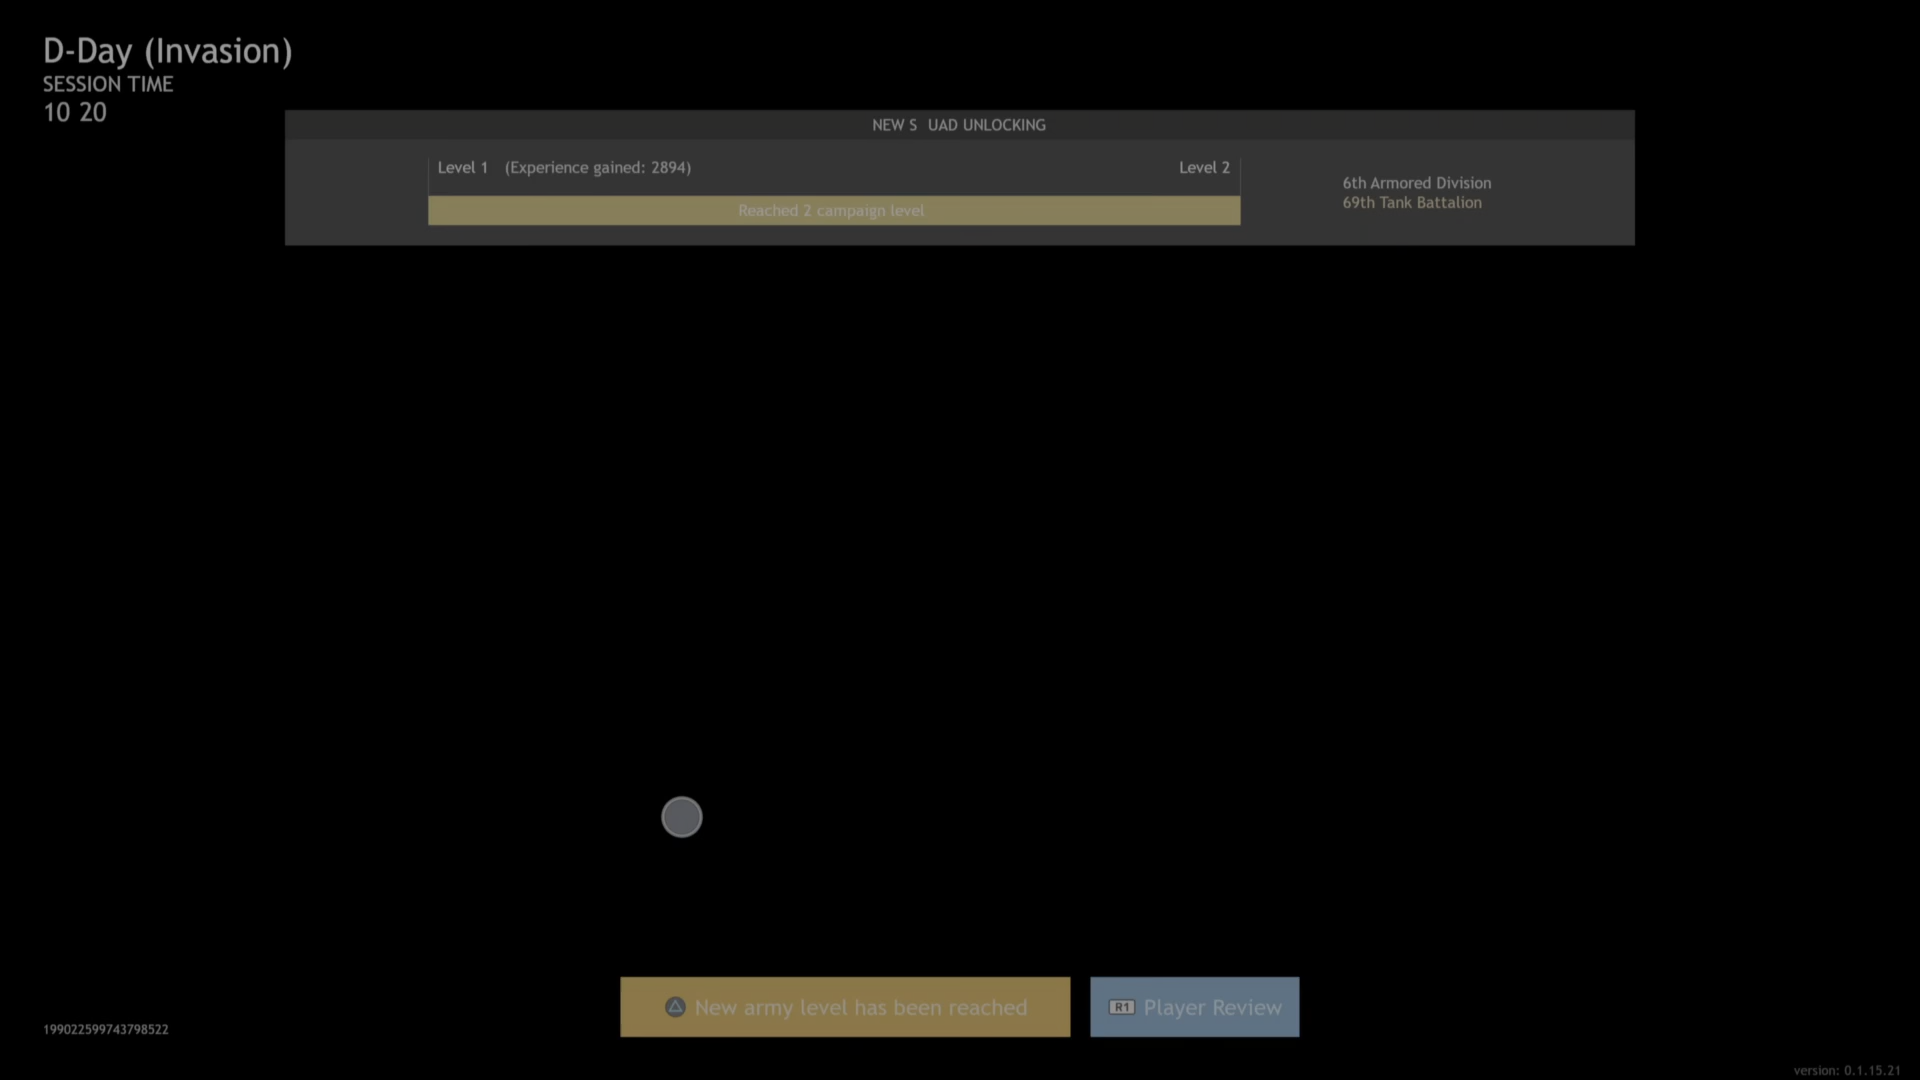 D-Day (Invasion)
SESSION TIME
10 20
NEW S UAD UNLOCKING
Level 1 (Experience gained: 2894)
Level 2
Reached 2 campaign level
6th Armored Division
69th Tank Battalion
New army level has been reached
R1 Player Review
199022599743798522
version: 0.1.15.21